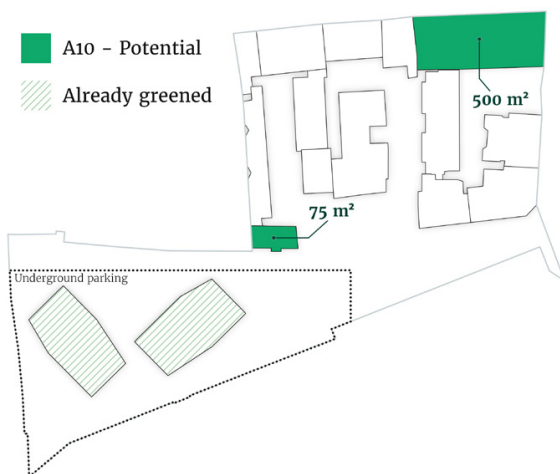 A10 - Potential
Already greened
500 m²
75 m²
Underground parking